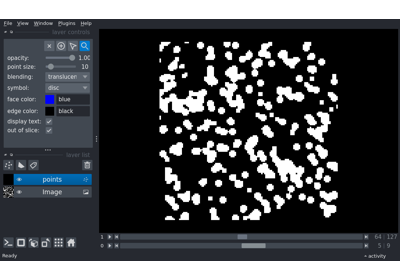 File View Window Plugins Help
layer controls
opacity: 1.00
point size: 10
blending: translucen
symbol: disc
face color: blue
edge color: black
display text:
out of slice:
layer list
points
Image
1 64 127
0 5 9
Ready activity